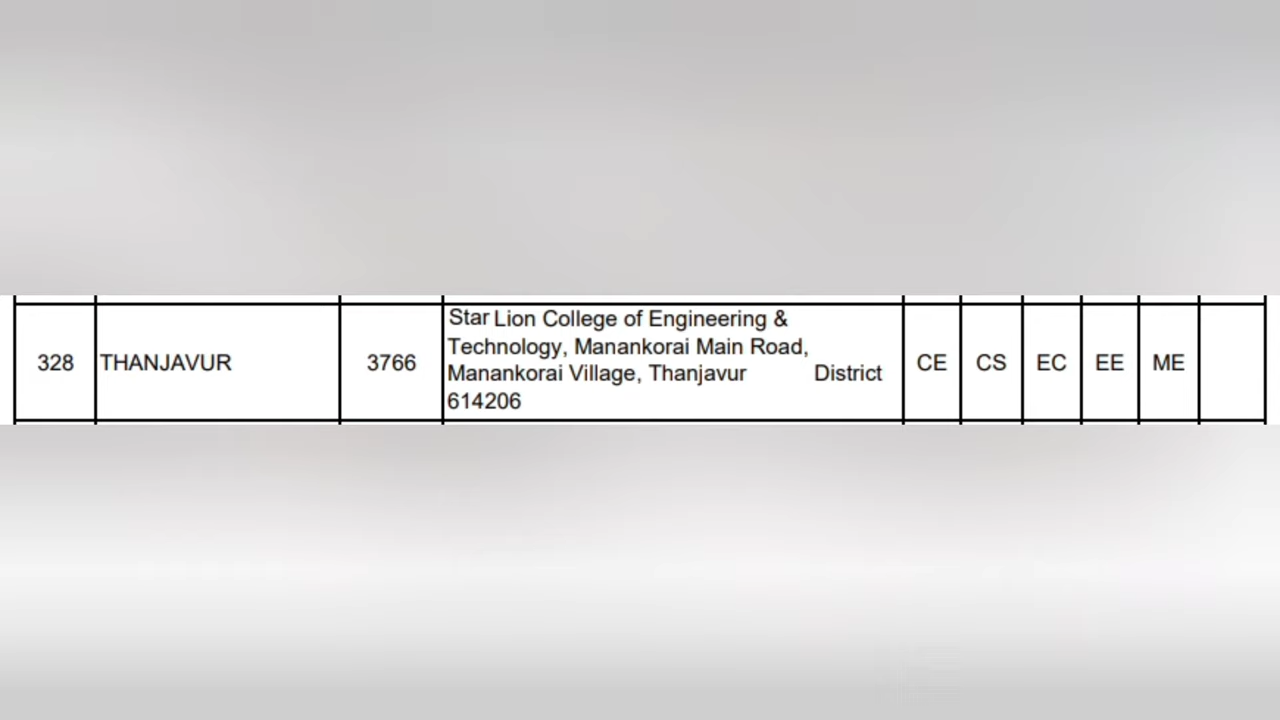 328 THANJAVUR 3766 Star Lion College of Engineering &
Technology, Manankorai Main Road,
Manankorai Village, Thanjavur District
614206
CE CS EC EE ME